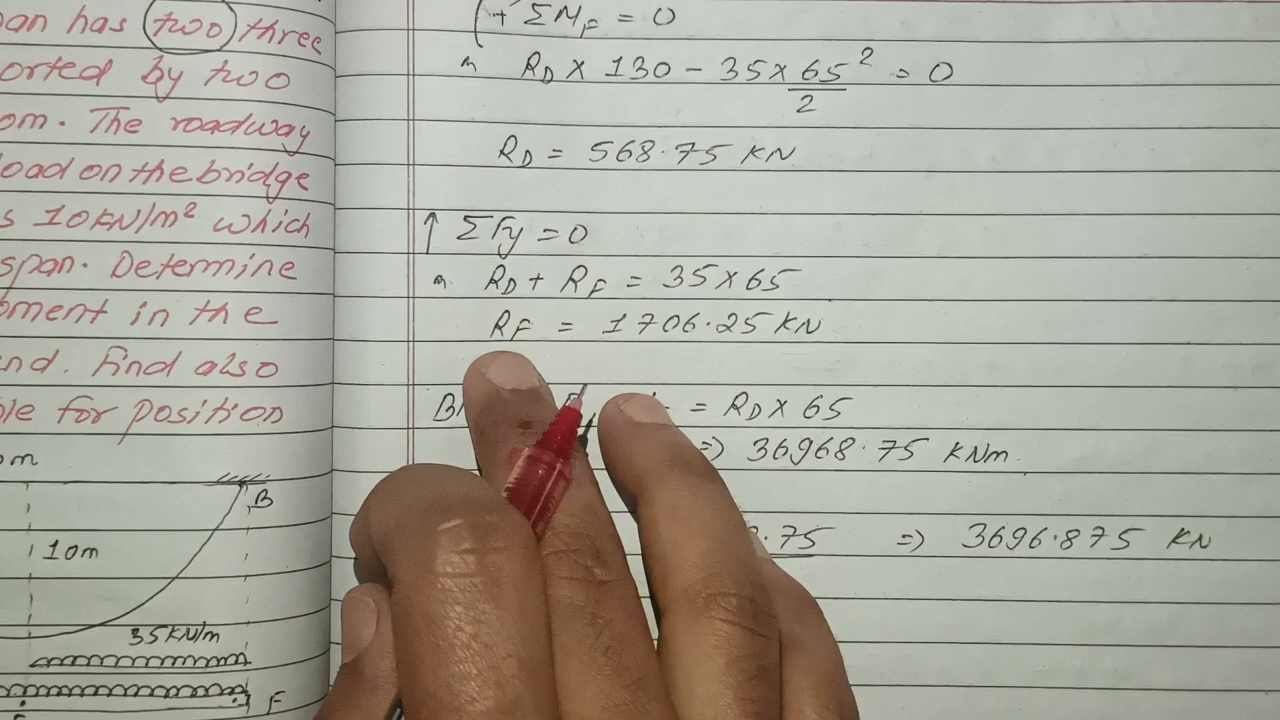 an has two three
orted by two
om. The roadway
load on the bridge
s 10KN/m² which
span. Determine
oment in the
nd. Find also
ole for position
om
B
10m
35KN/m
F
+ ΣM_F = 0
R_D × 130 - 35 × 65²/2 = 0
R_D = 568.75 KN
↑ ΣFy = 0
R_D + R_F = 35×65
R_F = 1706.25 KN
= R_D × 65
=> 36968.75 KNm.
.75 => 3696.875 KN